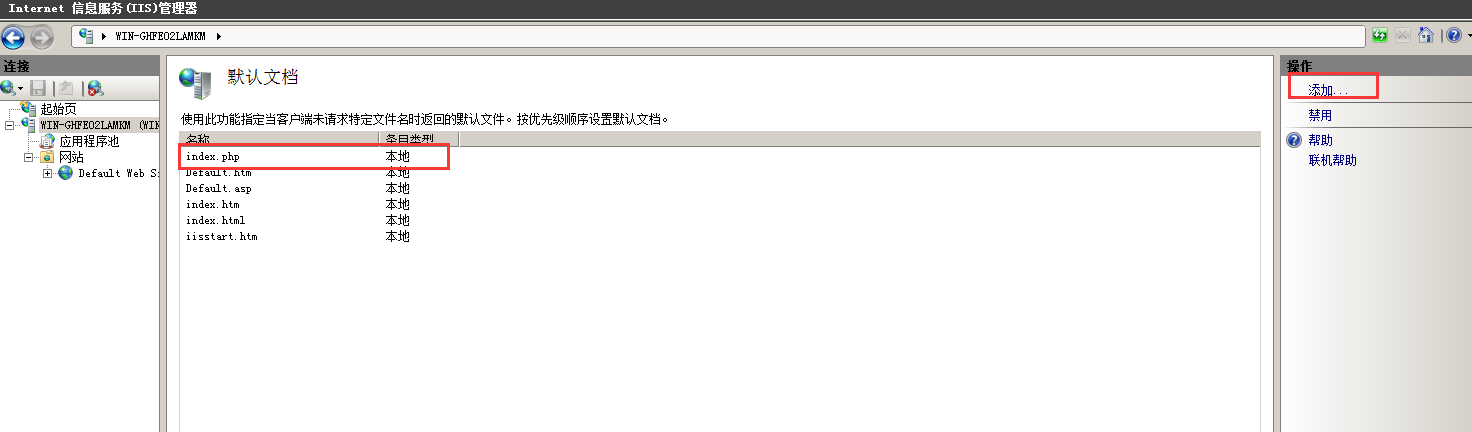 Internet 信息服务(IIS)管理器
WIN-GHFEO2LAMKM
连接
起始页
WIN-GHFEO2LAMKM (WIN
应用程序池
网站
Default Web S
默认文档
使用此功能指定当客户端未请求特定文件名时返回的默认文件。按优先级顺序设置默认文档。
名称 条目类型
index.php 本地
Default.htm 本地
Default.asp 本地
index.htm 本地
index.html 本地
iisstart.htm 本地
操作
添加...
禁用
帮助
联机帮助